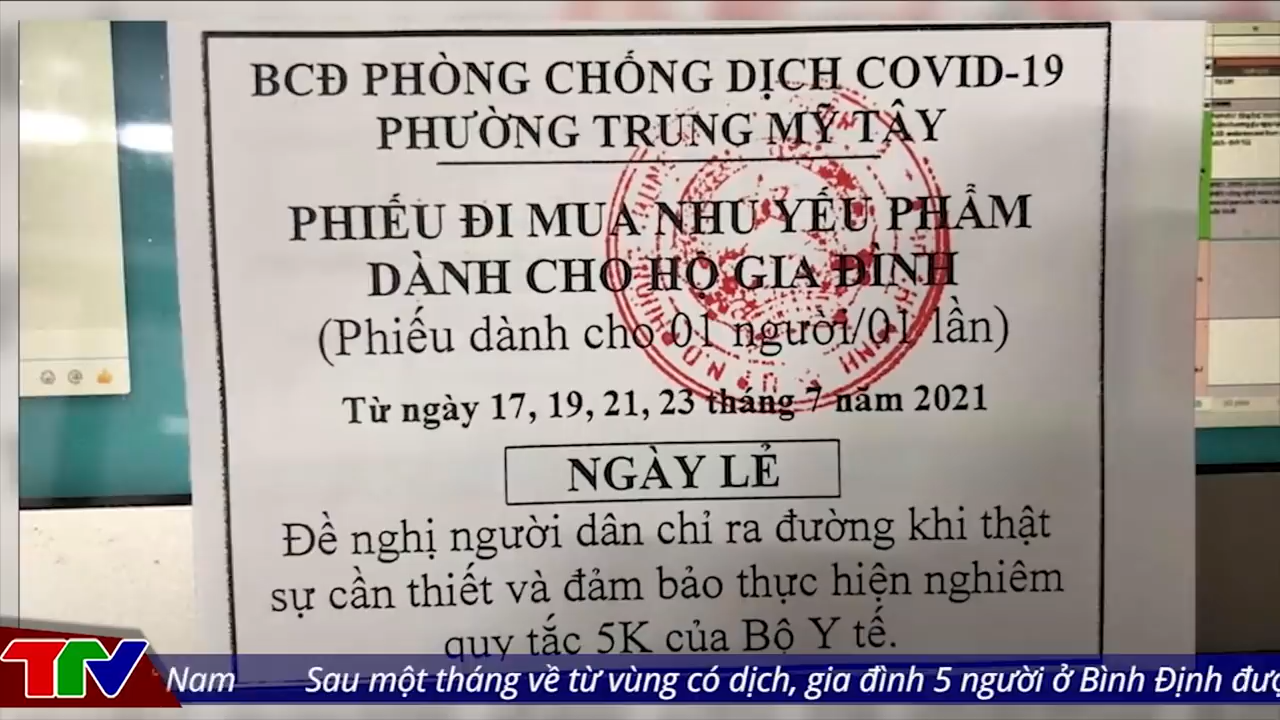 BCĐ PHÒNG CHỐNG DỊCH COVID-19
PHƯỜNG TRUNG MỸ TÂY
PHIẾU ĐI MUA NHU YẾU PHẨM
DÀNH CHO HỘ GIA ĐÌNH
(Phiếu dành cho 01 người/01 lần)
Từ ngày 17, 19, 21, 23 tháng 7 năm 2021
NGÀY LẺ
Đề nghị người dân chỉ ra đường khi thật
sự cần thiết và đảm bảo thực hiện nghiêm
quy tắc 5K của Bộ Y tế.
TTV
Nam Sau một tháng về từ vùng có dịch, gia đình 5 người ở Bình Định đượ